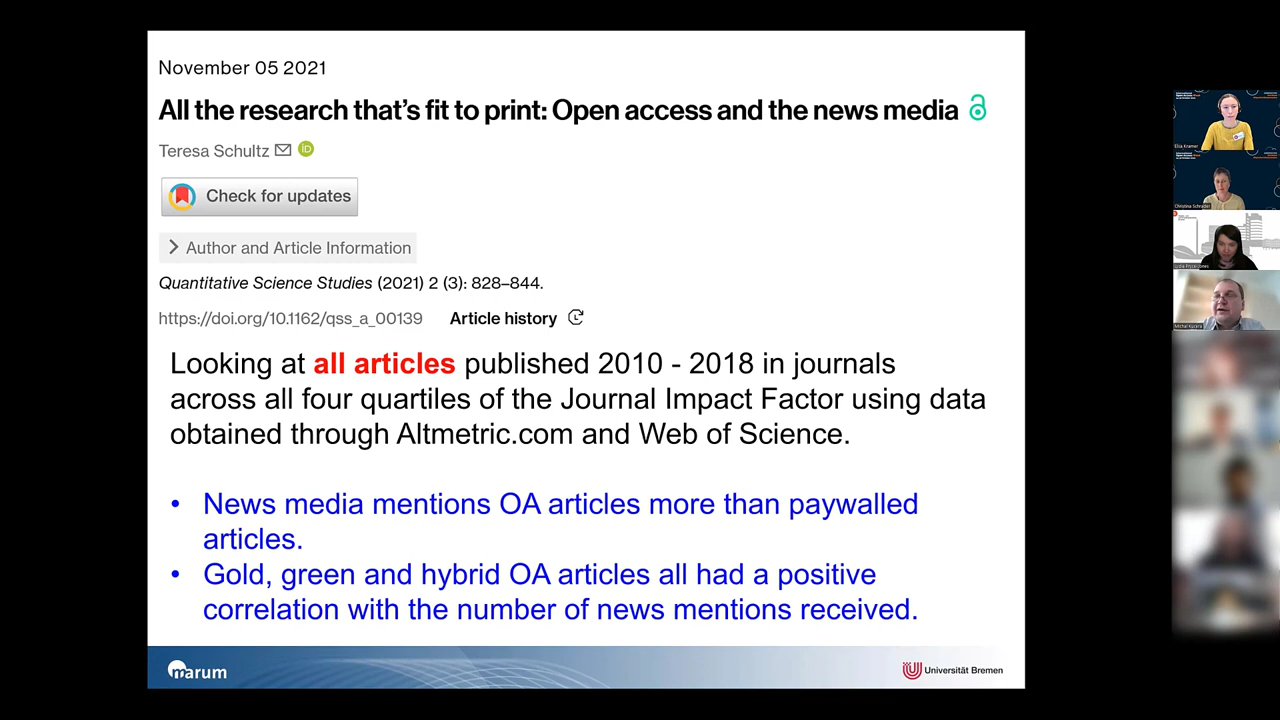 November 05 2021
All the research that's fit to print: Open access and the news media
Teresa Schultz
iD
Check for updates
Author and Article Information
Quantitative Science Studies (2021) 2 (3): 828–844.
https://doi.org/10.1162/qss_a_00139 Article history
Looking at all articles published 2010 - 2018 in journals
across all four quartiles of the Journal Impact Factor using data
obtained through Altmetric.com and Web of Science.
• News media mentions OA articles more than paywalled
articles.
• Gold, green and hybrid OA articles all had a positive
correlation with the number of news mentions received.
marum
Universität Bremen